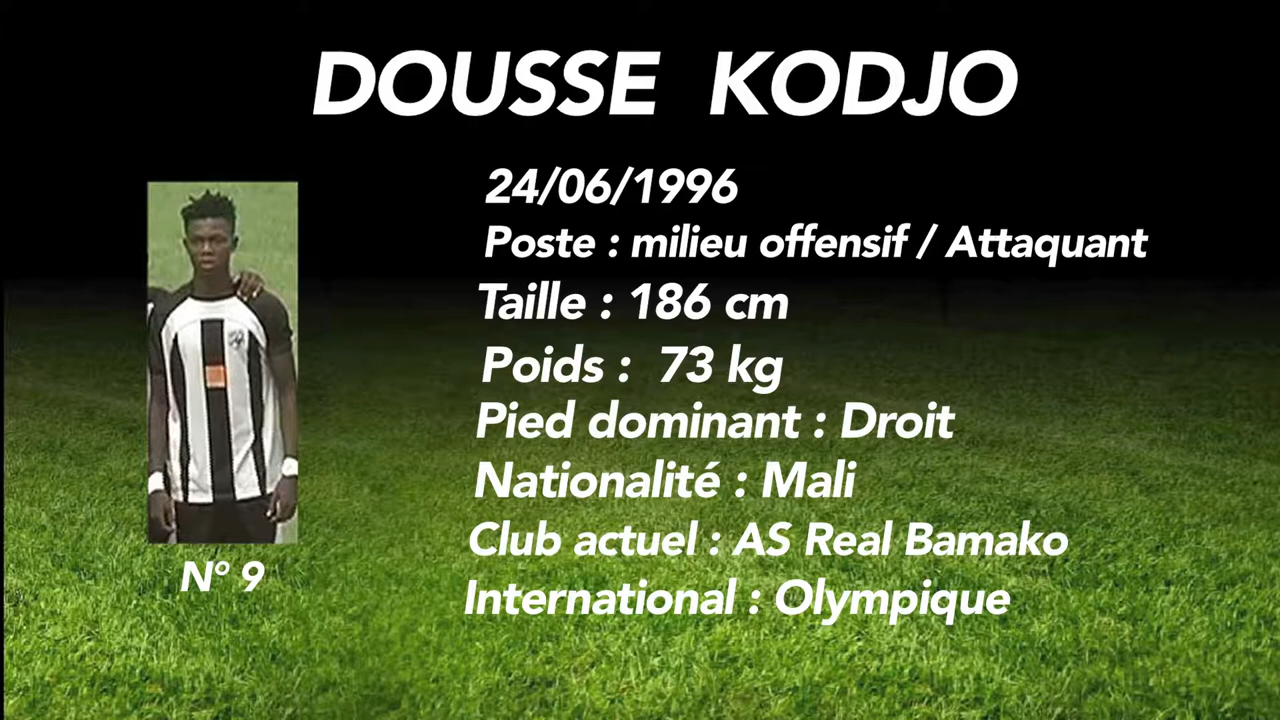 DOUSSE KODJO
24/06/1996
Poste : milieu offensif / Attaquant
Taille : 186 cm
Poids : 73 kg
Pied dominant : Droit
Nationalité : Mali
Club actuel : AS Real Bamako
International : Olympique
Nº 9